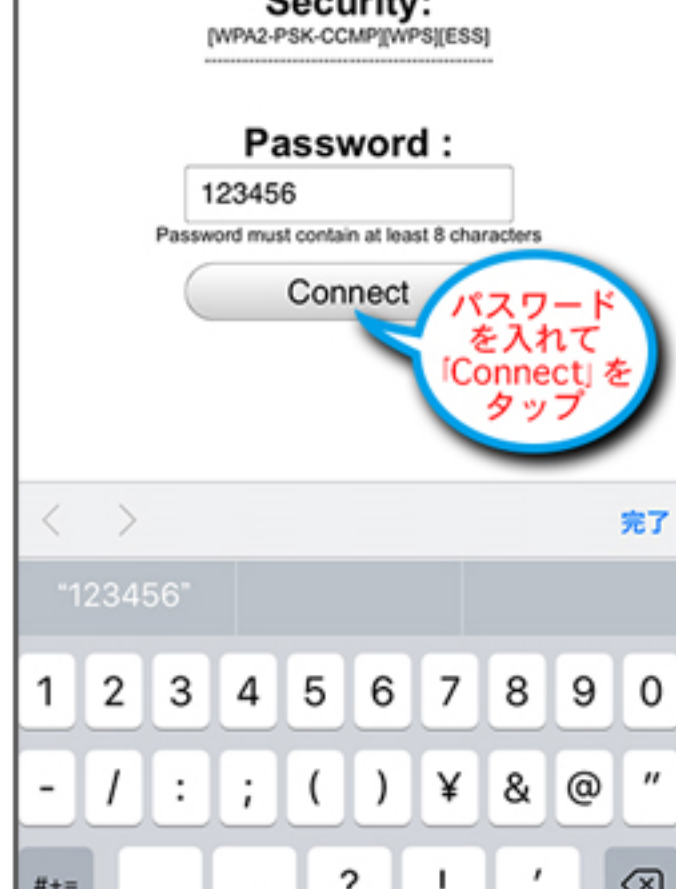 Security:
[WPA2-PSK-CCMP][WPS][ESS]
Password :
123456
Password must contain at least 8 characters
Connect
パスワード
を入れて
「Connect」を
タップ
完了
“123456”
1 2 3 4 5 6 7 8 9 0
- / : ; ( ) ¥ & @ "
#+= ? ! '